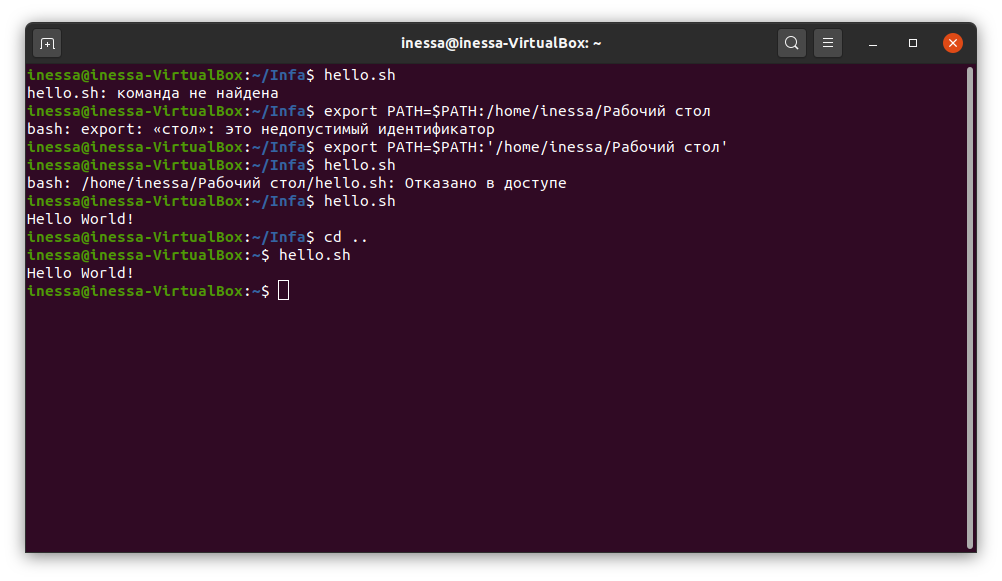 inessa@inessa-VirtualBox: ~
inessa@inessa-VirtualBox:~/Infa$ hello.sh
hello.sh: команда не найдена
inessa@inessa-VirtualBox:~/Infa$ export PATH=$PATH:/home/inessa/Рабочий стол
bash: export: «стол»: это недопустимый идентификатор
inessa@inessa-VirtualBox:~/Infa$ export PATH=$PATH:'/home/inessa/Рабочий стол'
inessa@inessa-VirtualBox:~/Infa$ hello.sh
bash: /home/inessa/Рабочий стол/hello.sh: Отказано в доступе
inessa@inessa-VirtualBox:~/Infa$ hello.sh
Hello World!
inessa@inessa-VirtualBox:~/Infa$ cd ..
inessa@inessa-VirtualBox:~$ hello.sh
Hello World!
inessa@inessa-VirtualBox:~$